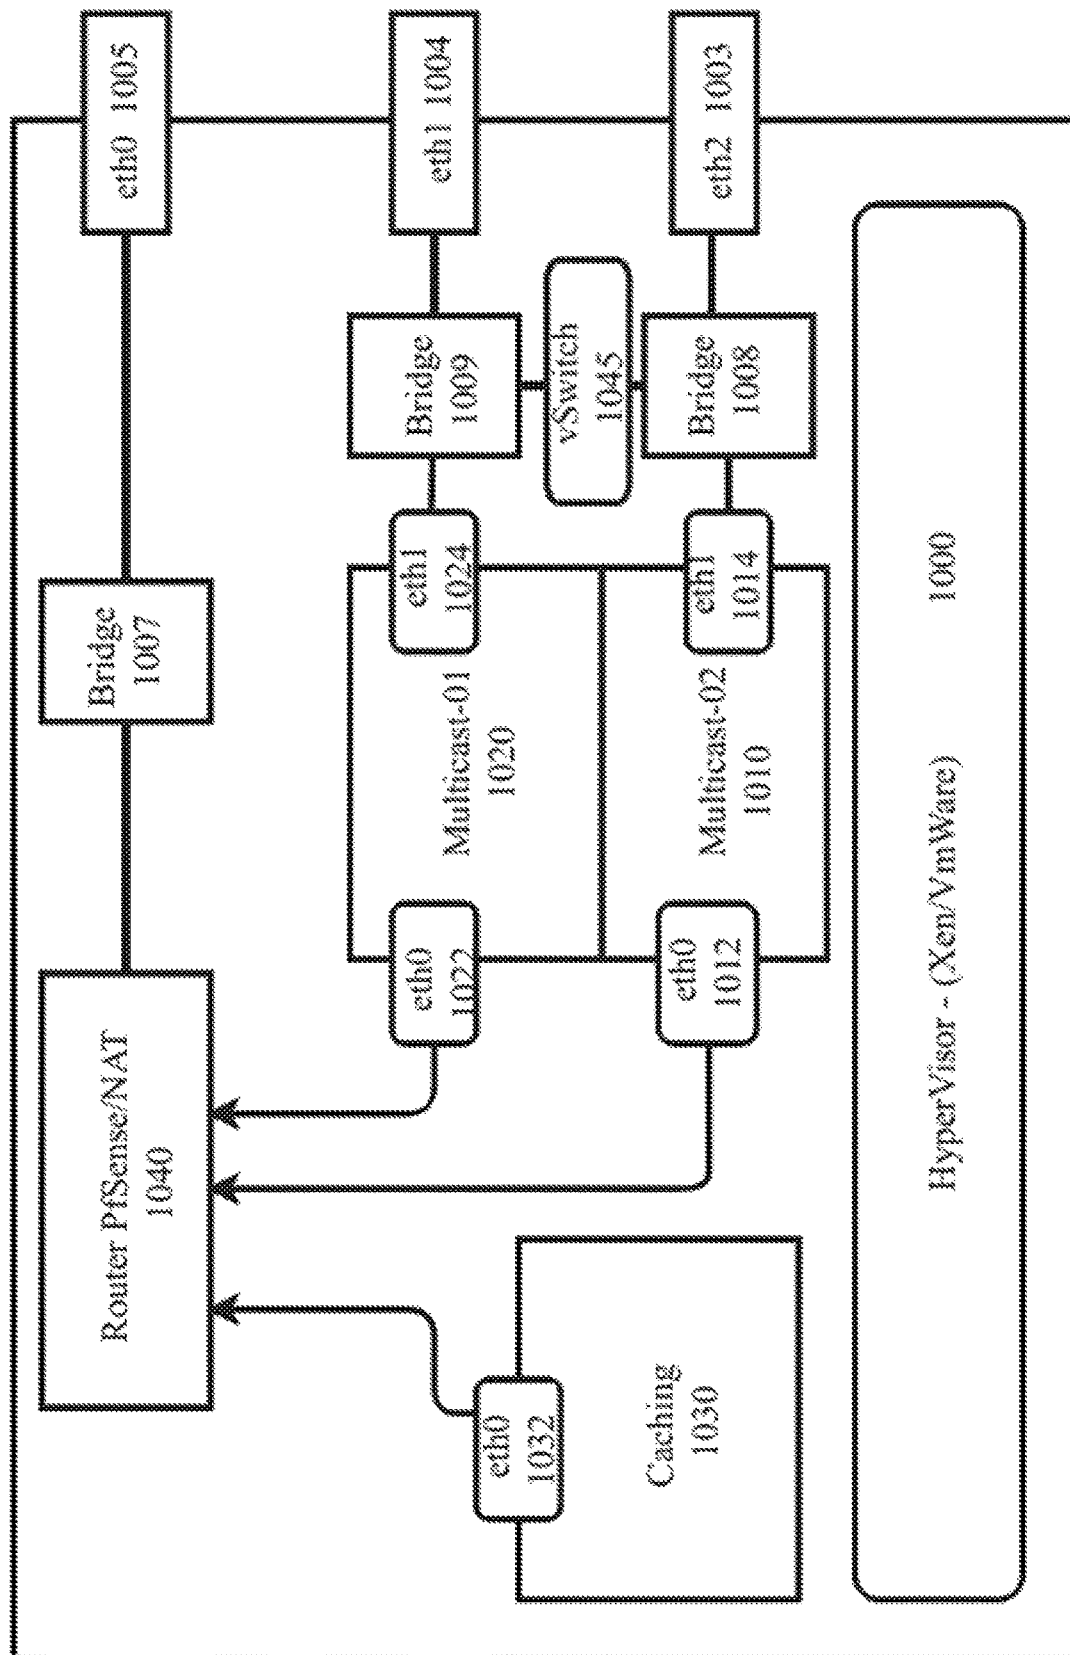 Router PfSense/NAT
1040
Bridge
1007
eth0 1005
eth0
1022
Multicast-01
1020
eth1
1024
Bridge
1009
eth1 1004
vSwitch
1045
eth0
1032
Caching
1030
eth0
1012
Multicast-02
1010
eth1
1014
Bridge
1008
eth2 1003
HyperVisor - (Xen/VmWare) 1000